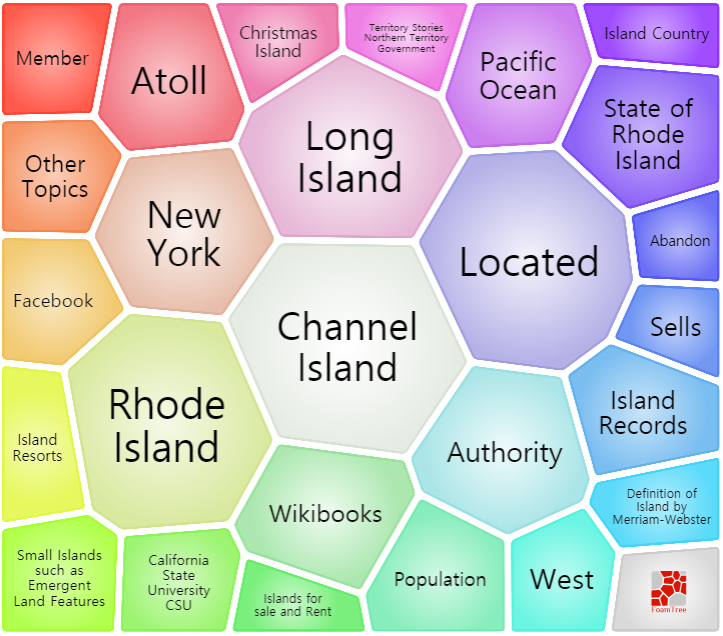 Member
Atoll
Christmas
Island
Territory Stories
Northern Territory
Government
Pacific
Ocean
Island Country
State of
Rhode
Island
Other
Topics
New
York
Long
Island
Located
Abandon
Facebook
Channel
Island
Sells
Rhode
Island
Island
Records
Island
Resorts
Authority
Wikibooks
Definition of
Island by
Merriam-Webster
Small Islands
such as
Emergent
Land Features
California
State
University
CSU
Islands for
sale and Rent
Population
West
FoamTree